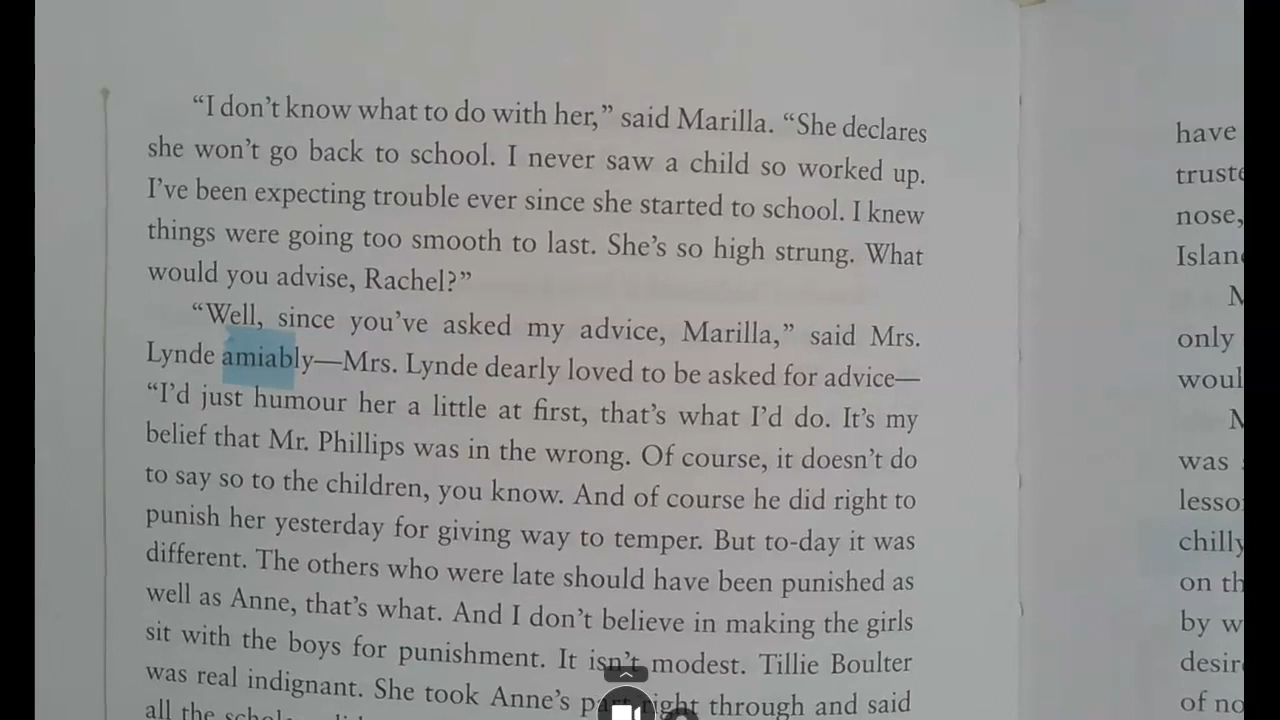 “I don’t know what to do with her,” said Marilla. “She declares
she won’t go back to school. I never saw a child so worked up.
I’ve been expecting trouble ever since she started to school. I knew
things were going too smooth to last. She’s so high strung. What
would you advise, Rachel?”
“Well, since you’ve asked my advice, Marilla,” said Mrs.
Lynde amiably—Mrs. Lynde dearly loved to be asked for advice—
“I’d just humour her a little at first, that’s what I’d do. It’s my
belief that Mr. Phillips was in the wrong. Of course, it doesn’t do
to say so to the children, you know. And of course he did right to
punish her yesterday for giving way to temper. But to-day it was
different. The others who were late should have been punished as
well as Anne, that’s what. And I don’t believe in making the girls
sit with the boys for punishment. It isn’t modest. Tillie Boulter
was real indignant. She took Anne’s right through and said
all the
have
nose,
only
was
chilly
on
by